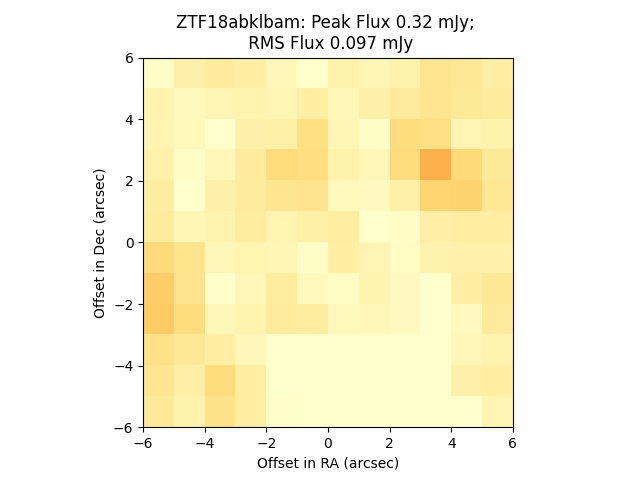 ZTF18abklbam: Peak Flux 0.32 mJy;
RMS Flux 0.097 mJy
6
4
2
0
−2
−4
−6
Offset in Dec (arcsec)
−6 −4 −2 0 2 4 6
Offset in RA (arcsec)